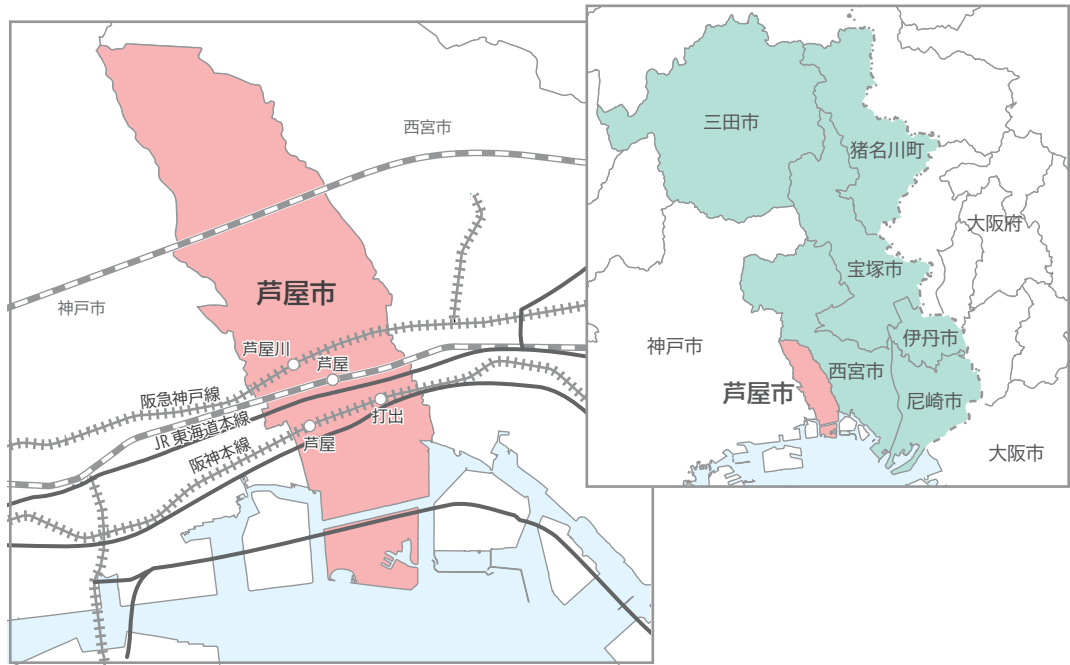 西宮市
神戸市
芦屋市
芦屋川
芦屋
阪急神戸線
打出
JR 東海道本線
芦屋
阪神本線
三田市
猪名川町
大阪府
宝塚市
伊丹市
神戸市
西宮市
芦屋市
尼崎市
大阪市